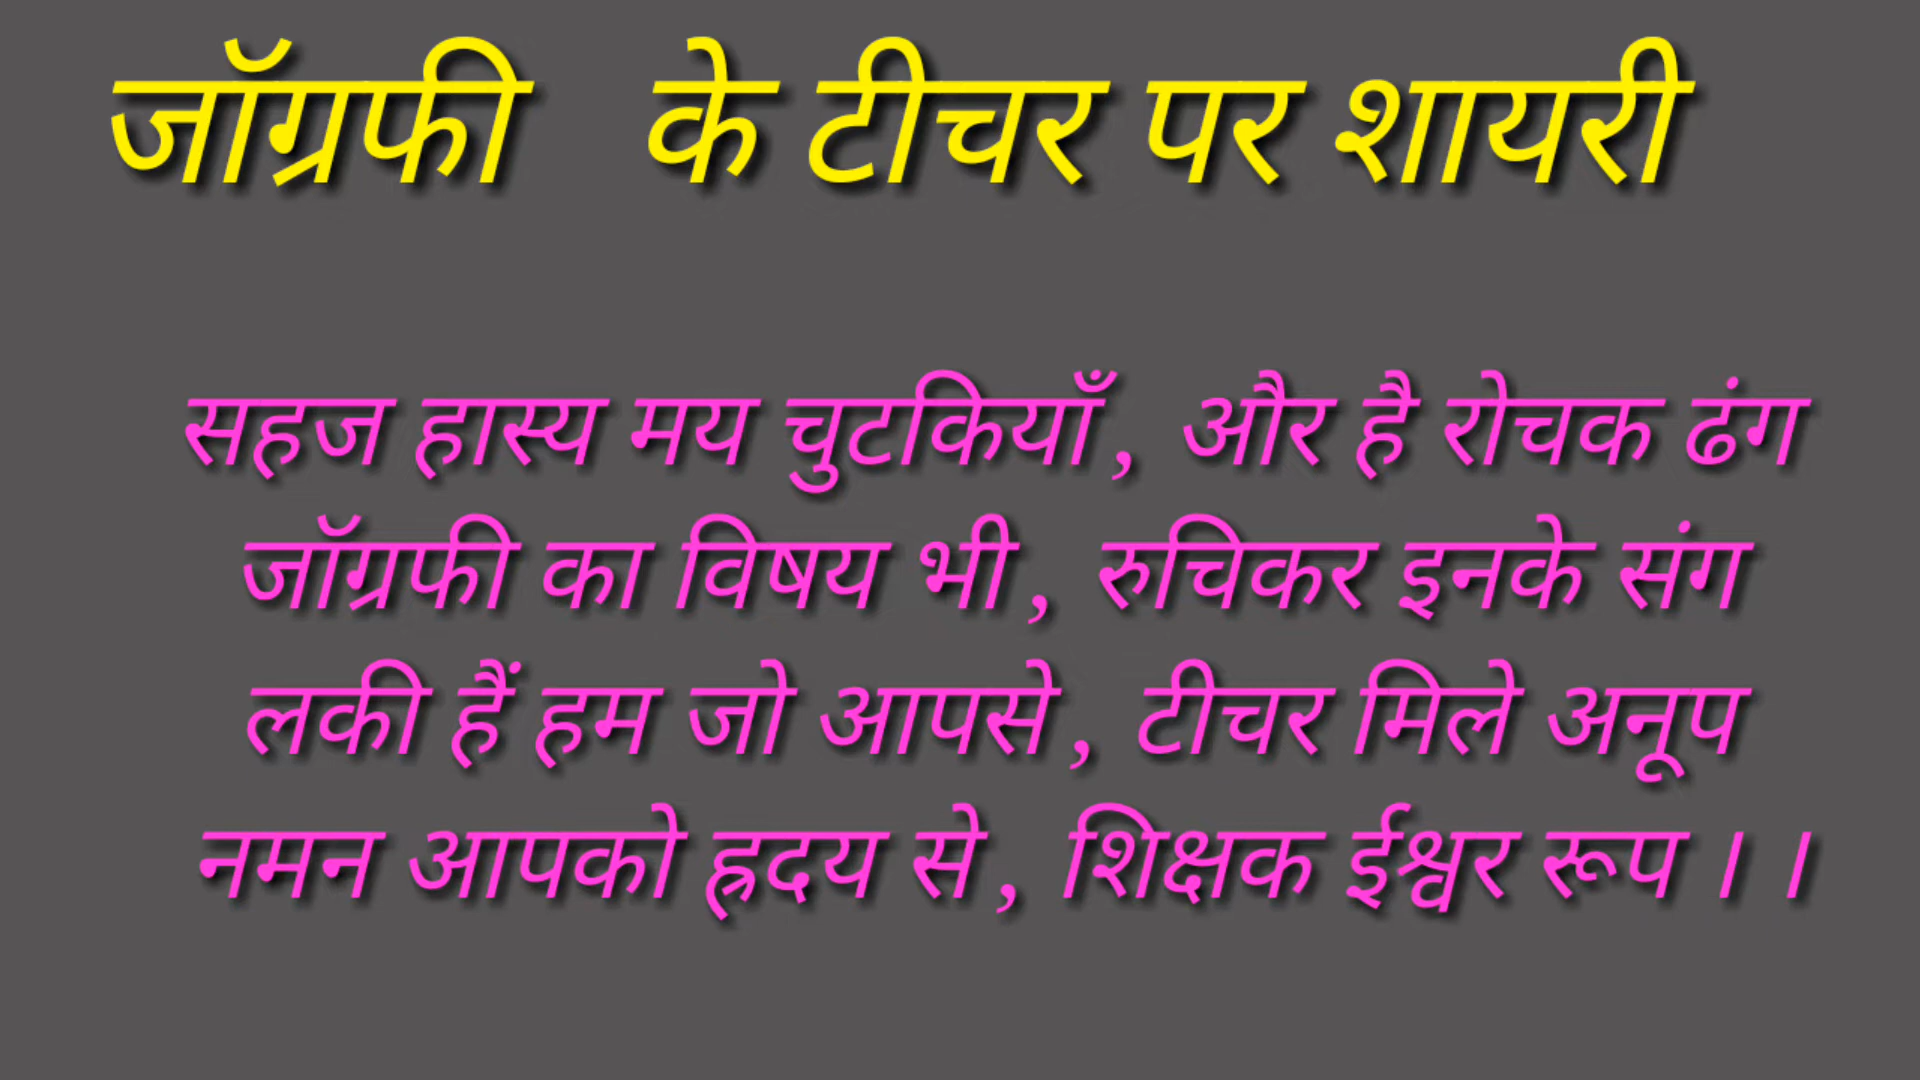 जॉग्रफी के टीचर पर शायरी
सहज हास्य मय चुटकियाँ, और है रोचक ढंग
जॉग्रफी का विषय भी, रुचिकर इनके संग
लकी हैं हम जो आपसे, टीचर मिले अनूप
नमन आपको ह्रदय से, शिक्षक ईश्वर रूप । ।